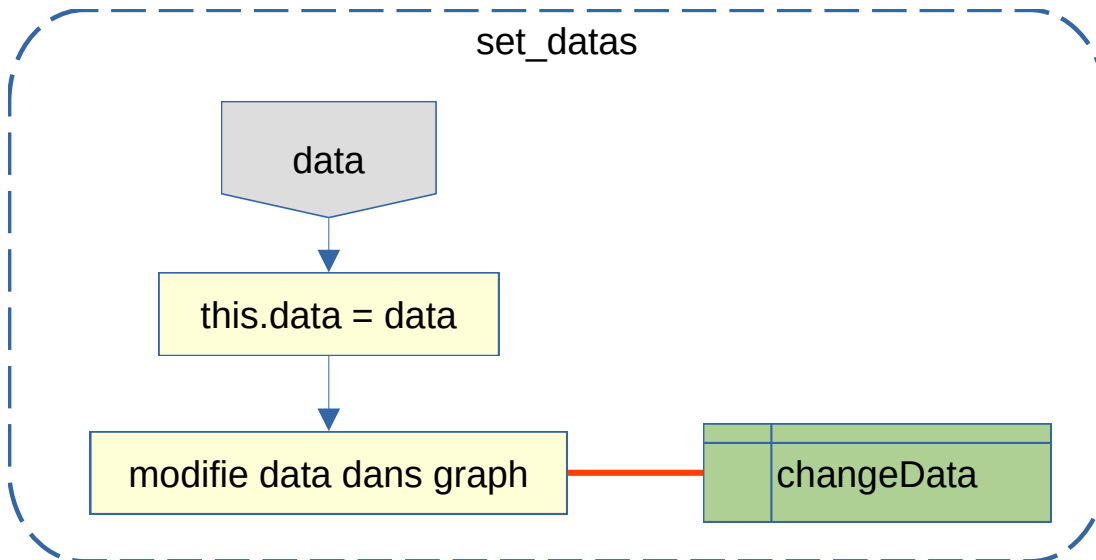 set_datas
data
this.data = data
modifie data dans graph
changeData